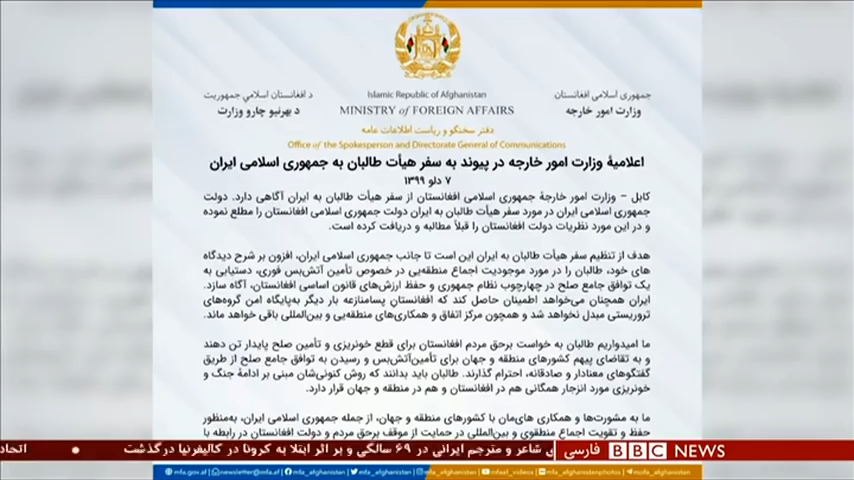 د افغانستان اسلامي جمهوریت
د بهرنیو چارو وزارت
Islamic Republic of Afghanistan
MINISTRY of FOREIGN AFFAIRS
جمهوری اسلامی افغانستان
وزارت امور خارجه
دفتر سخنگو و ریاست اطلاعات عامه
Office of the Spokesperson and Directorate General of Communications
اعلامیهٔ وزارت امور خارجه در پیوند به سفر هیأت طالبان به جمهوری اسلامی ایران
۷ دلو ۱۳۹۹
کابل – وزارت امور خارجهٔ جمهوری اسلامی افغانستان از سفر هیأت طالبان به ایران آگاهی دارد. دولت
جمهوری اسلامی ایران در مورد سفر هیأت طالبان به ایران دولت جمهوری اسلامی افغانستان را مطلع نموده
و در این مورد نظریات دولت افغانستان را قبلاً مطالبه و دریافت کرده است.
هدف از تنظیم سفر هیأت طالبان به ایران این است تا جانب جمهوری اسلامی ایران، افزون بر شرح دیدگاه
های خود، طالبان را در مورد موجودیت اجماع منطقه‌یی در خصوص تأمین آتش‌بس فوری، دستیابی به
یک توافق جامع صلح در چهارچوب نظام جمهوری و حفظ ارزش‌های قانون اساسی افغانستان، آگاه سازد.
ایران همچنان می‌خواهد اطمینان حاصل کند که افغانستان پسامنازعه بار دیگر به‌پایگاه امن گروه‌های
تروریستی مبدل نخواهد شد و همچون مرکز اتفاق و همکاری‌های منطقه‌یی و بین‌المللی باقی خواهد ماند.
ما امیدواریم طالبان به خواست برحق مردم افغانستان برای قطع خونریزی و تأمین صلح پایدار تن دهند
و به تقاضای پیهم کشورهای منطقه و جهان برای تأمین‌آتش‌بس و رسیدن به توافق جامع صلح از طریق
گفتگوهای معنادار و صادقانه، احترام گذارند. طالبان باید بدانند که روش کنونی‌شان مبنی بر ادامهٔ جنگ و
خونریزی مورد انزجار همگانی هم در افغانستان و هم در منطقه و جهان قرار دارد.
ما به مشورت‌ها و همکاری های‌مان با کشورهای منطقه و جهان، از جمله جمهوری اسلامی ایران، به‌منظور
حفظ و تقویت اجماع منطقوی و بین‌المللی در حمایت از موقف برحق مردم و دولت افغانستان در رابطه با
BBC NEWS فارسی
ی شاعر و مترجم ایرانی در ۶۹ سالگی و بر اثر ابتلا به کرونا در کالیفرنیا درگذشت • اتحاد
mfa.gov.af newsletter@mfa.af mfa_afghanistan mfa_afghanistan mfa_afghanistan mfaaf_videos mfaafghanistanphotos mofa_afghanistan